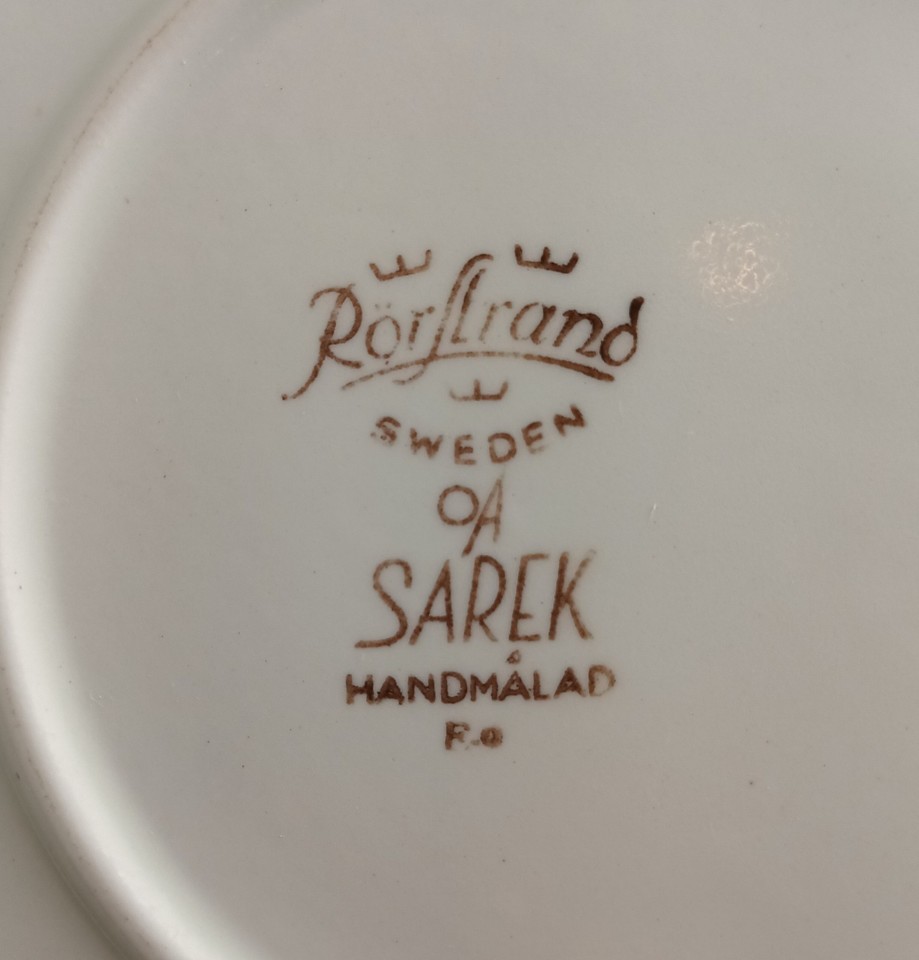 Rörstrand
SWEDEN
OA
SAREK
HANDMÅLAD